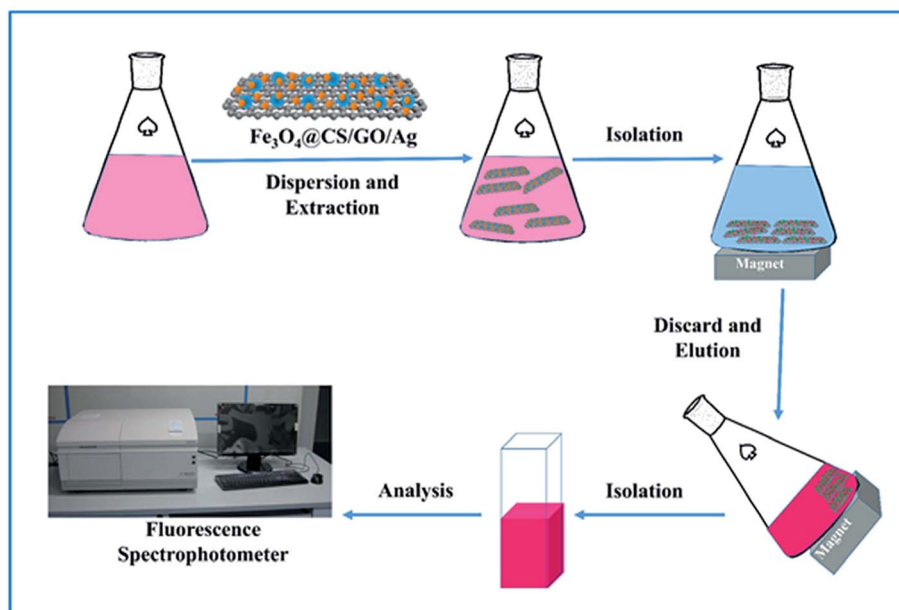 Fe₃O₄@CS/GO/Ag
Dispersion and
Extraction
Isolation
Magnet
Discard and
Elution
Magnet
Isolation
Analysis
Fluorescence
Spectrophotometer